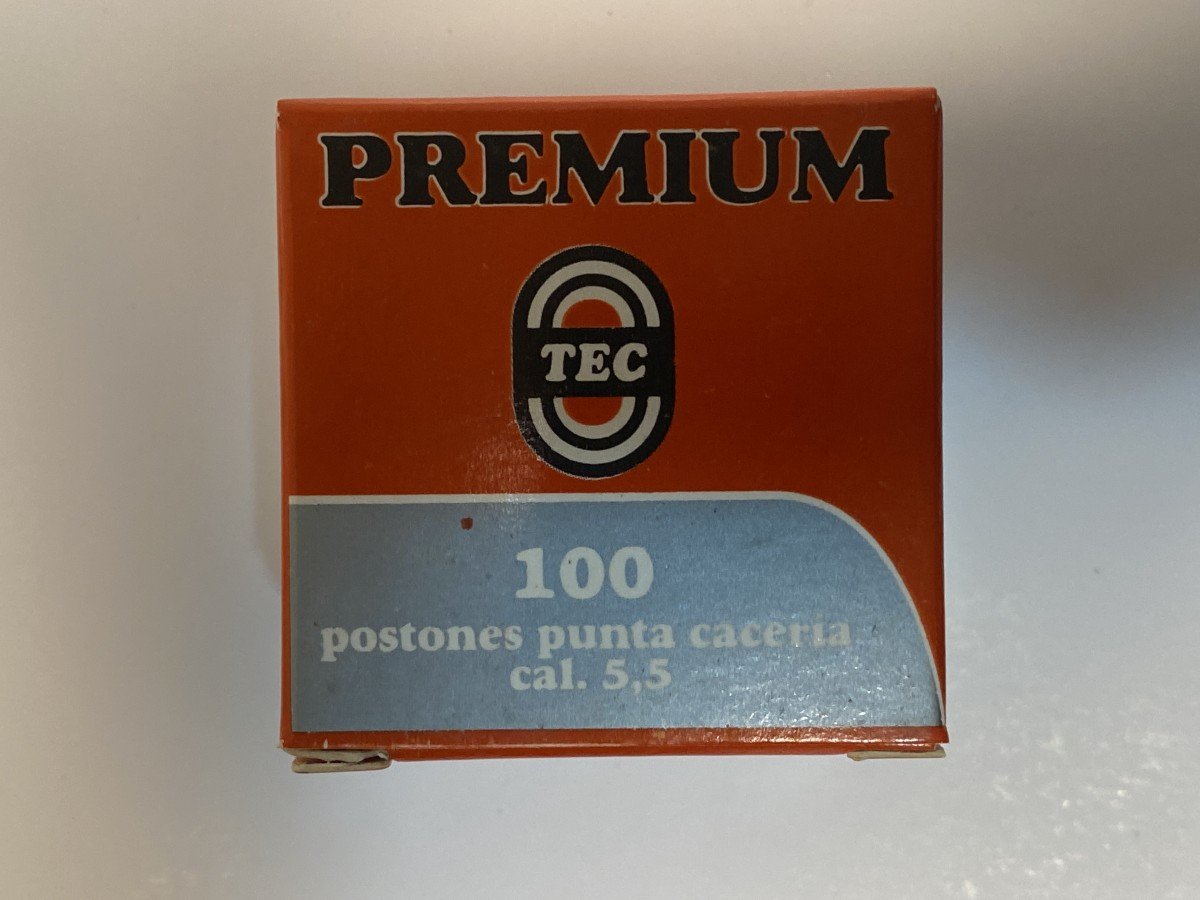 PREMIUM
TEC
100
postones punta caceria
cal. 5,5